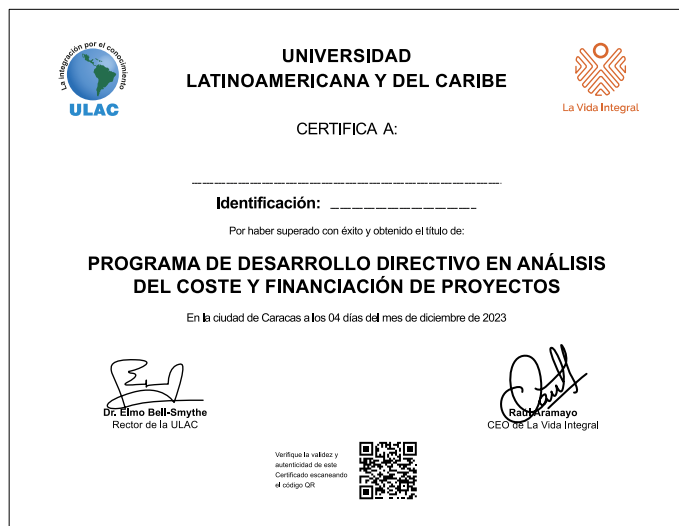 La integración por el conocimiento
ULAC
UNIVERSIDAD
LATINOAMERICANA Y DEL CARIBE
La Vida Integral
CERTIFICA A:
Identificación:
Por haber superado con éxito y obtenido el título de:
PROGRAMA DE DESARROLLO DIRECTIVO EN ANÁLISIS
DEL COSTE Y FINANCIACIÓN DE PROYECTOS
En la ciudad de Caracas a los 04 días del mes de diciembre de 2023
Dr. Elmo Bell-Smythe
Rector de la ULAC
Raúl Aramayo
CEO de La Vida Integral
Verifique la validez y
autenticidad de este
Certificado escaneando
el código QR